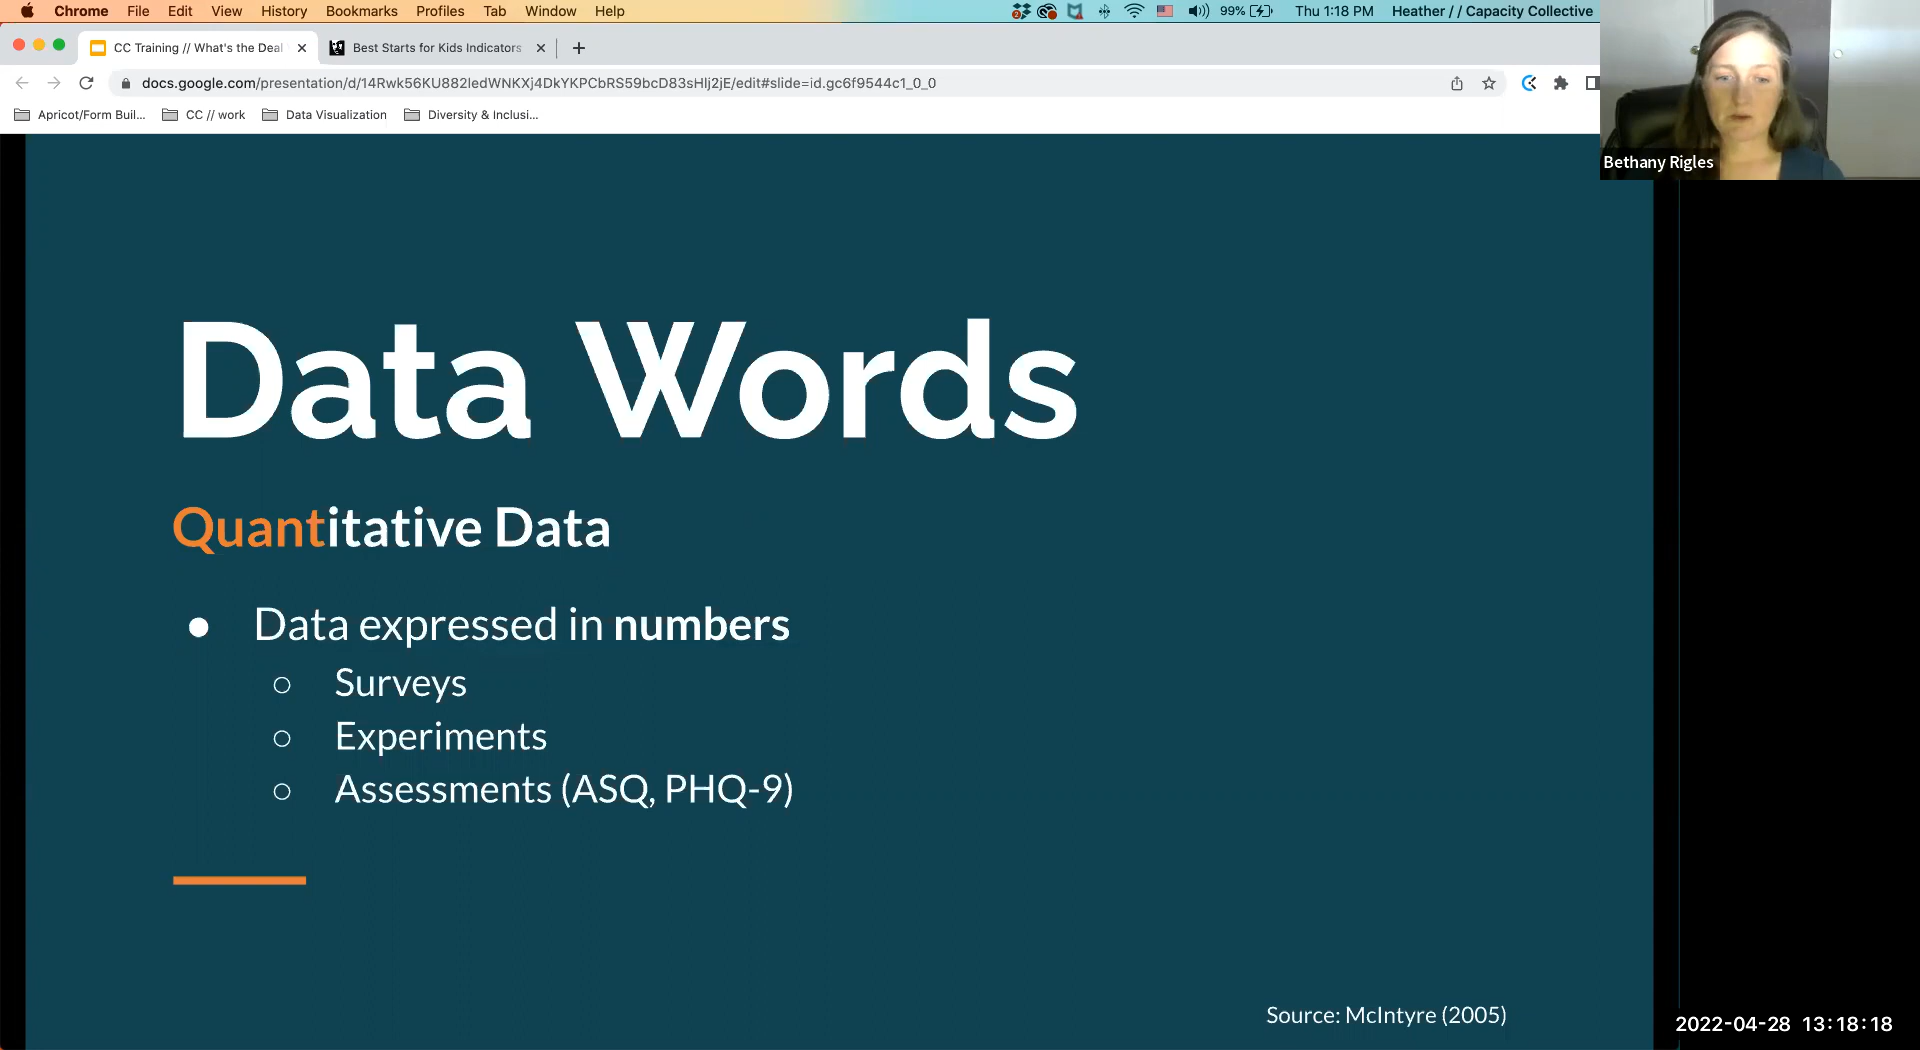 Chrome File Edit View History Bookmarks Profiles Tab Window Help 2 99% Thu 1:18 PM Heather / / Capacity Collective
CC Training // What's the Deal Best Starts for Kids Indicators
docs.google.com/presentation/d/14Rwk56KU882ledWNKXj4DkYKPCbRS59bcD83sHlj2jE/edit#slide=id.gc6f9544c1_0_0
Apricot/Form Buil... CC // work Data Visualization Diversity & Inclusi...
Bethany Rigles
Data Words
Quantitative Data
Data expressed in numbers
Surveys
Experiments
Assessments (ASQ, PHQ-9)
Source: McIntyre (2005)
2022-04-28 13:18:18